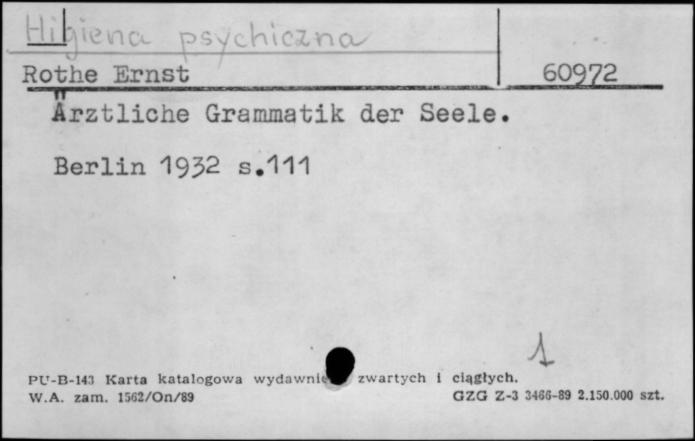 Higiena psychiczna
Rothe Ernst 60972
Ärztliche Grammatik der Seele.
Berlin 1932 s.111
1
PU-B-143 Karta katalogowa zwartych i ciągłych.
W.A. zam. 1562/On/89 GZG Z-3 3466-89 2.150.000 szt.